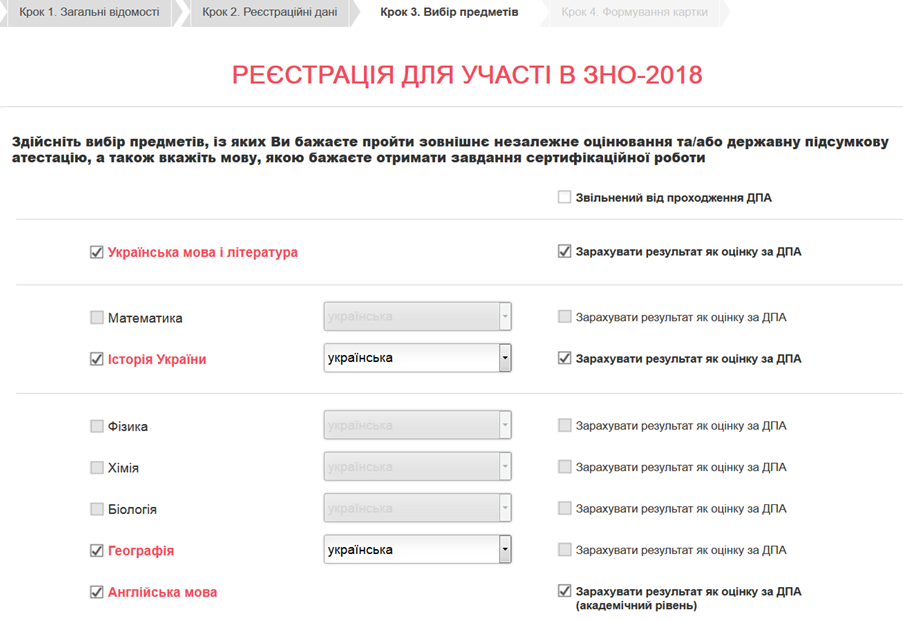 Крок 1. Загальні відомості Крок 2. Реєстраційні дані Крок 3. Вибір предметів Крок 4. Формування картки
РЕЄСТРАЦІЯ ДЛЯ УЧАСТІ В ЗНО-2018
Здійсніть вибір предметів, із яких Ви бажаєте пройти зовнішнє незалежне оцінювання та/або державну підсумкову
атестацію, а також вкажіть мову, якою бажаєте отримати завдання сертифікаційної роботи
Звільнений від проходження ДПА
Українська мова і література Зарахувати результат як оцінку за ДПА
Математика українська Зарахувати результат як оцінку за ДПА
Історія України українська Зарахувати результат як оцінку за ДПА
Фізика українська Зарахувати результат як оцінку за ДПА
Хімія українська Зарахувати результат як оцінку за ДПА
Біологія українська Зарахувати результат як оцінку за ДПА
Географія українська Зарахувати результат як оцінку за ДПА
Англійська мова Зарахувати результат як оцінку за ДПА
(академічний рівень)